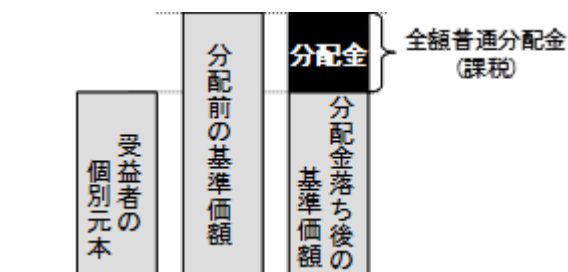 受益者の
個別元本
分配前の基準価額
分配金
分配金落ち後の
基準価額
全額普通分配金
(課税)